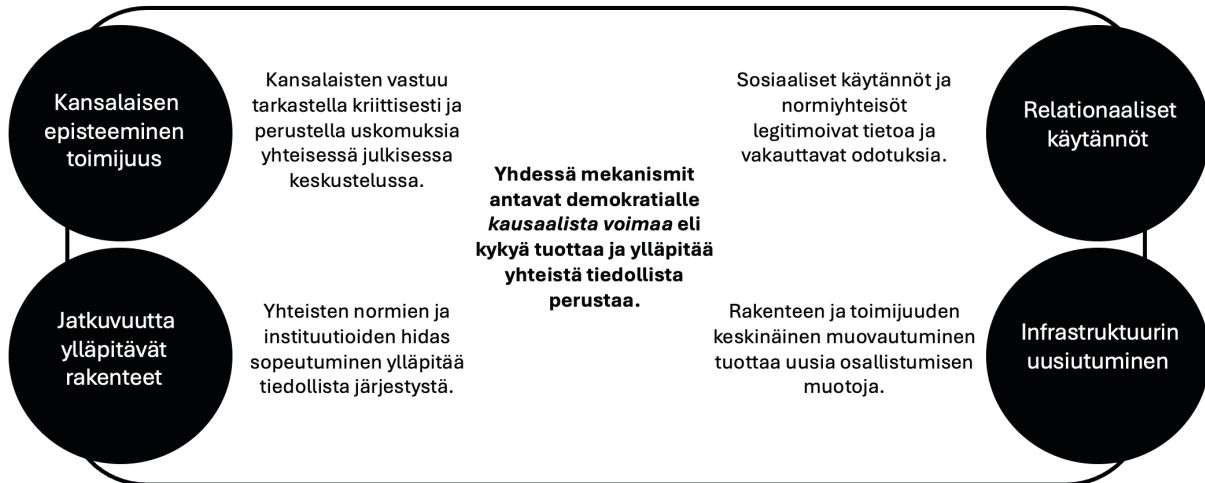 Kansalaisen
episteeminen
toimijuus
Kansalaisten vastuu
tarkastella kriittisesti ja
perustella uskomuksia
yhteisessä julkisessa
keskustelussa.
Sosiaaliset käytännöt ja
normiyhteisöt
legitimoivat tietoa ja
vakauttavat odotuksia.
Relationaaliset
käytännöt
Yhdessä mekanismit
antavat demokratialle
kausaalista voimaa eli
kykyä tuottaa ja ylläpitää
yhteistä tiedollista
perustaa.
Jatkuvuutta
ylläpitävät
rakenteet
Yhteisten normien ja
instituutioiden hidas
sopeutuminen ylläpitää
tiedollista järjestystä.
Rakenteen ja toimijuuden
keskinäinen muovautuminen
tuottaa uusia osallistumisen
muotoja.
Infrastruktuurin
uusiutuminen